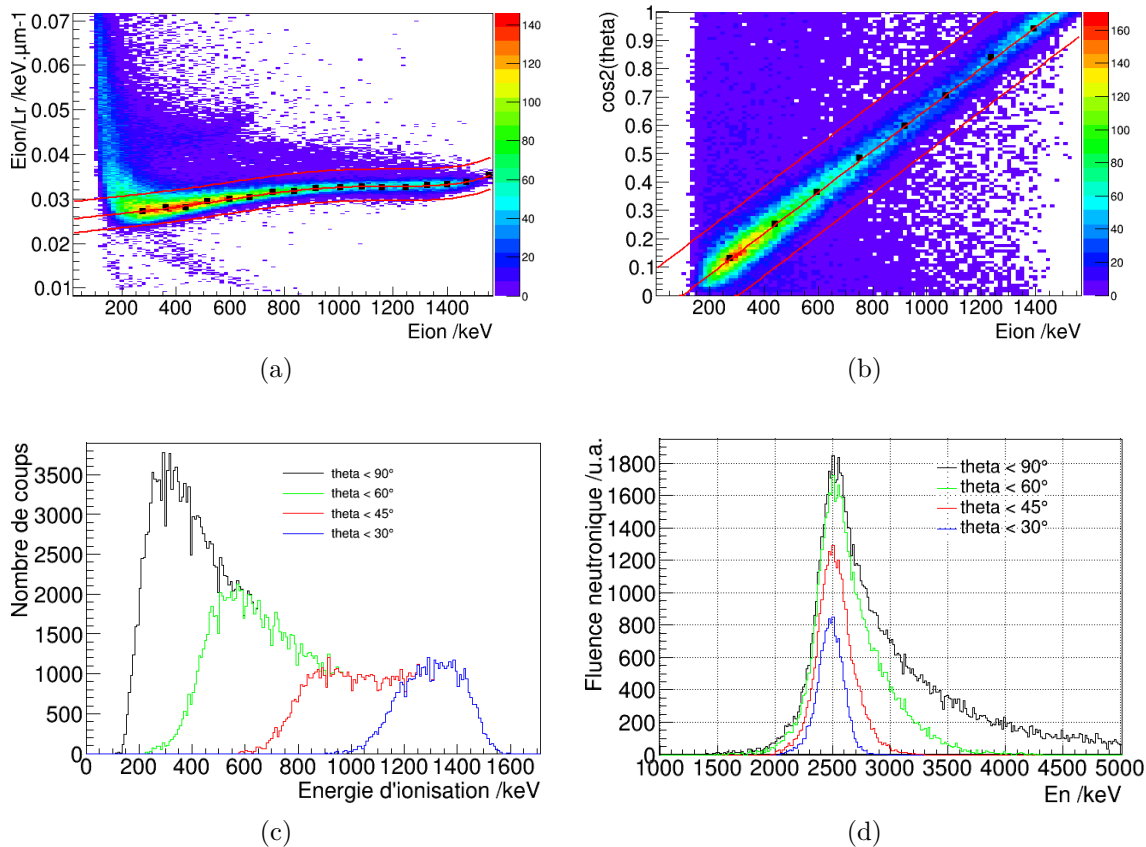 Eion/Lr /keV.µm-1
0.07
0.06
0.05
0.04
0.03
0.02
0.01
200 400 600 800 1000 1200 1400
Eion /keV
140
120
100
80
60
40
20
0
(a)
cos2(theta)
1
0.9
0.8
0.7
0.6
0.5
0.4
0.3
0.2
0.1
0
200 400 600 800 1000 1200 1400
Eion /keV
160
140
120
100
80
60
40
20
0
(b)
Nombre de coups
3500
3000
2500
2000
1500
1000
500
0
0 200 400 600 800 1000 1200 1400 1600
Energie d'ionisation /keV
theta < 90°
theta < 60°
theta < 45°
theta < 30°
(c)
Fluence neutronique /u.a.
1800
1600
1400
1200
1000
800
600
400
200
0
1000 1500 2000 2500 3000 3500 4000 4500 5000
En /keV
theta < 90°
theta < 60°
theta < 45°
theta < 30°
(d)